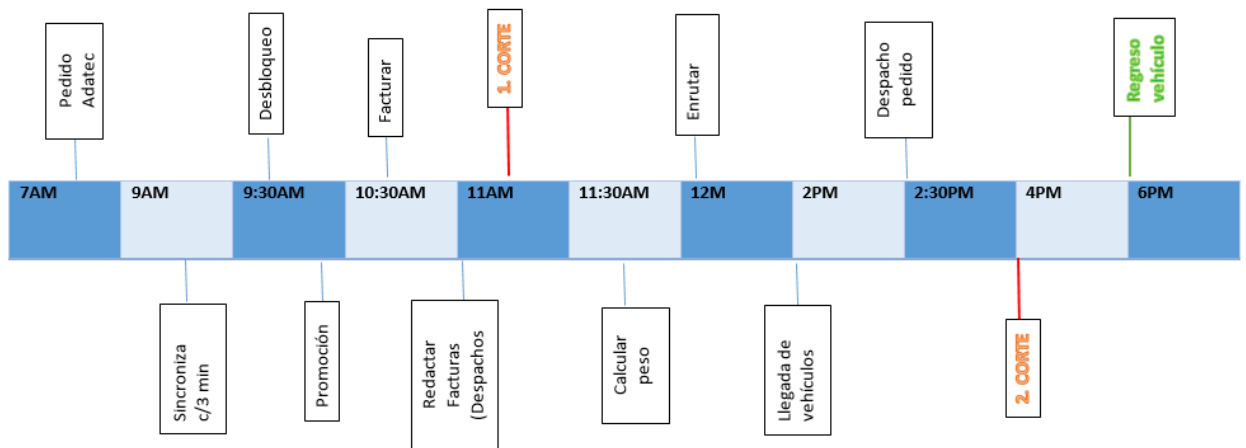 Pedido
Adatec
Desbloqueo
Facturar
1. CORTE
Enrutar
Despacho
pedido
Regreso
vehículo
7AM
9AM
9:30AM
10:30AM
11AM
11:30AM
12M
2PM
2:30PM
4PM
6PM
Sincroniza
c/3 min
Promoción
Redactar
Facturas
(Despachos
Calcular
peso
Llegada de
vehículos
2. CORTE